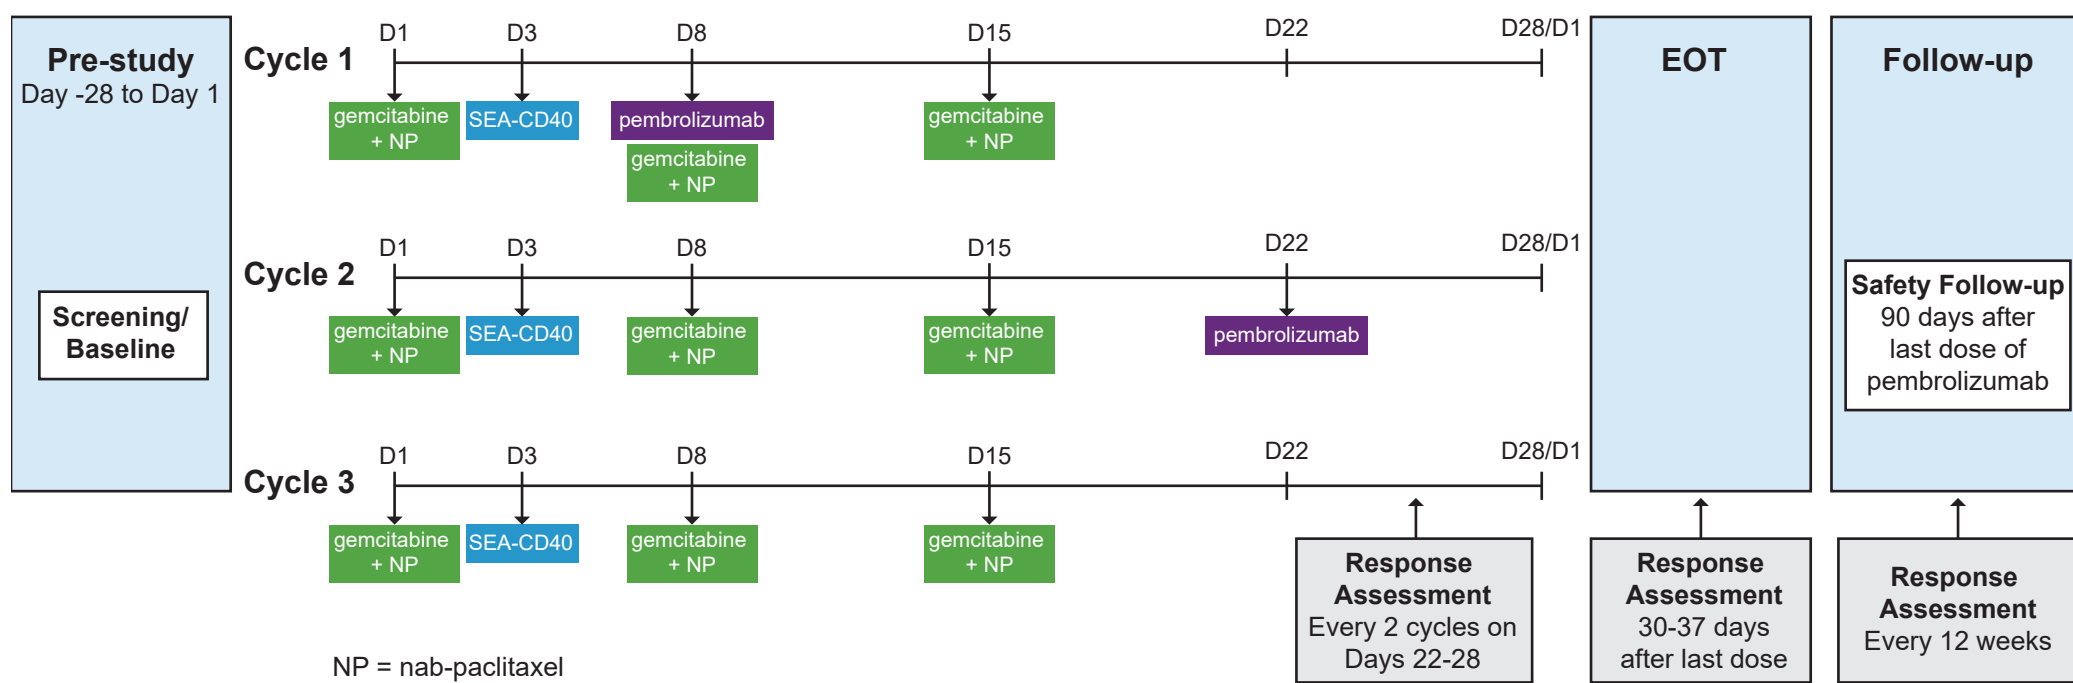 Pre-study
Day -28 to Day 1
Screening/
Baseline
Cycle 1
D1
D3
D8
D15
D22
D28/D1
gemcitabine
+ NP
SEA-CD40
pembrolizumab
gemcitabine
+ NP
gemcitabine
+ NP
Cycle 2
D1
D3
D8
D15
D22
D28/D1
gemcitabine
+ NP
SEA-CD40
gemcitabine
+ NP
gemcitabine
+ NP
pembrolizumab
Cycle 3
D1
D3
D8
D15
D22
D28/D1
gemcitabine
+ NP
SEA-CD40
gemcitabine
+ NP
gemcitabine
+ NP
Response
Assessment
Every 2 cycles on
Days 22-28
EOT
Response
Assessment
30-37 days
after last dose
Follow-up
Safety Follow-up
90 days after
last dose of
pembrolizumab
Response
Assessment
Every 12 weeks
NP = nab-paclitaxel